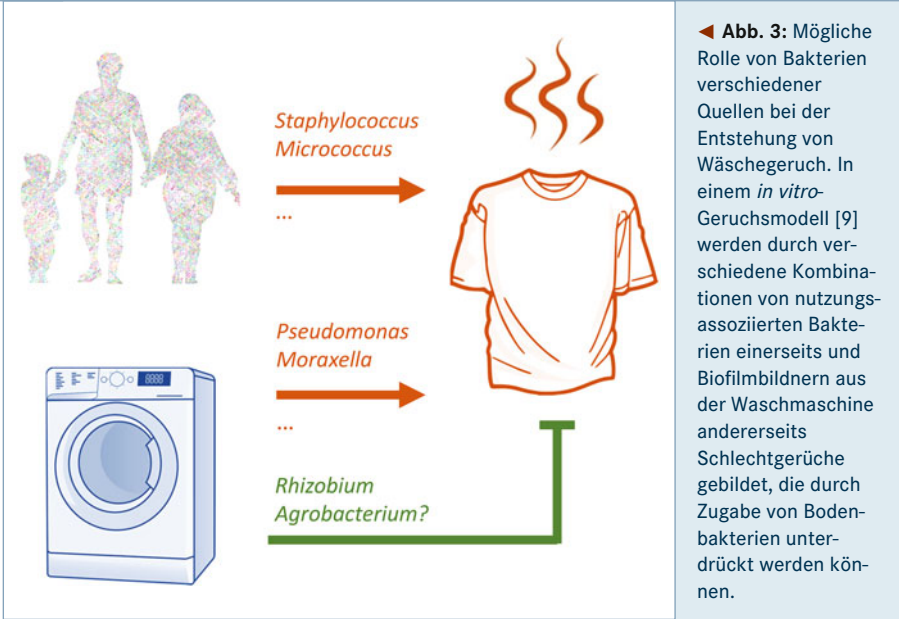 Staphylococcus
Micrococcus
...
Pseudomonas
Moraxella
...
Rhizobium
Agrobacterium?
◄ Abb. 3: Mögliche
Rolle von Bakterien
verschiedener
Quellen bei der
Entstehung von
Wäschegeruch. In
einem in vitro-
Geruchsmodell [9]
werden durch ver-
schiedene Kombina-
tionen von nutzungs-
assoziierten Bakte-
rien einerseits und
Biofilmbildnern aus
der Waschmaschine
andererseits
Schlechtgerüche
gebildet, die durch
Zugabe von Boden-
bakterien unter-
drückt werden kön-
nen.